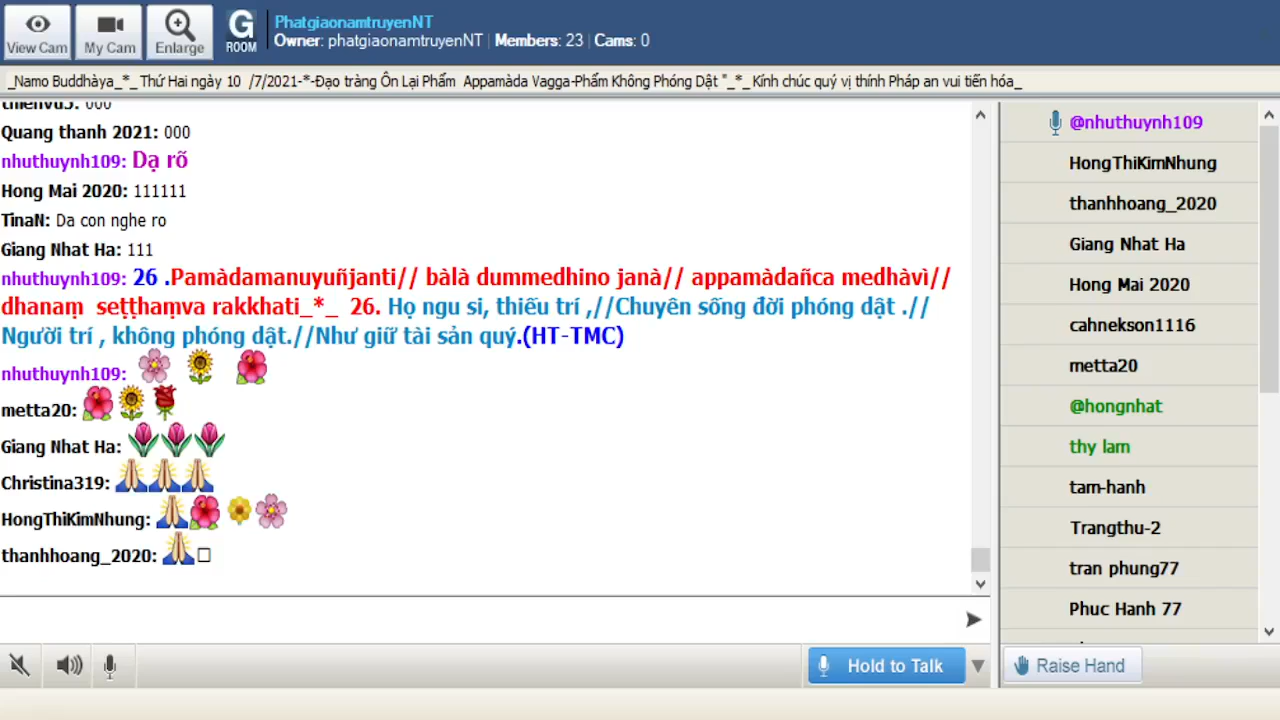 View Cam
My Cam
Enlarge
G
ROOM
PhatgiaonamtruyenNT
Owner: phatgiaonamtruyenNT | Members: 23 | Cams: 0
_Namo Buddhàya_*_ Thứ Hai ngày 10 /7/2021-*-Đạo tràng Ôn Lại Phẩm Appamàda Vagga-Phẩm Không Phóng Dật "_*_ Kính chúc quý vị thính Pháp an vui tiến hóa_
thienvu5: 000
Quang thanh 2021: 000
nhuthuynh109: Dạ rõ
Hong Mai 2020: 111111
TinaN: Da con nghe ro
Giang Nhat Ha: 111
nhuthuynh109: 26 .Pamàdamanuyuñjanti// bàlà dummedhino janà// appamàdañca medhàvì//
dhanaṃ seṭṭhaṃva rakkhati_*_ 26. Họ ngu si, thiếu trí ,//Chuyên sống đời phóng dật .//
Người trí , không phóng dật.//Như giữ tài sản quý.(HT-TMC)
nhuthuynh109:
metta20:
Giang Nhat Ha:
Christina319:
HongThiKimNhung:
thanhhoang_2020:
Hold to Talk
@nhuthuynh109
HongThiKimNhung
thanhhoang_2020
Giang Nhat Ha
Hong Mai 2020
cahnekson1116
metta20
@hongnhat
thy lam
tam-hanh
Trangthu-2
tran phung77
Phuc Hanh 77
Raise Hand